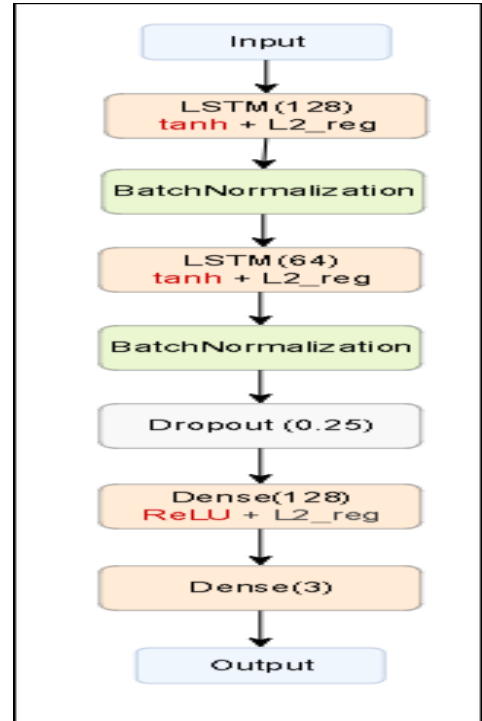 Input
LSTM(128)
tanh + L2_reg
BatchNormalization
LSTM(64)
tanh + L2_reg
BatchNormalization
Dropout (0.25)
Dense(128)
ReLU + L2_reg
Dense(3)
Output